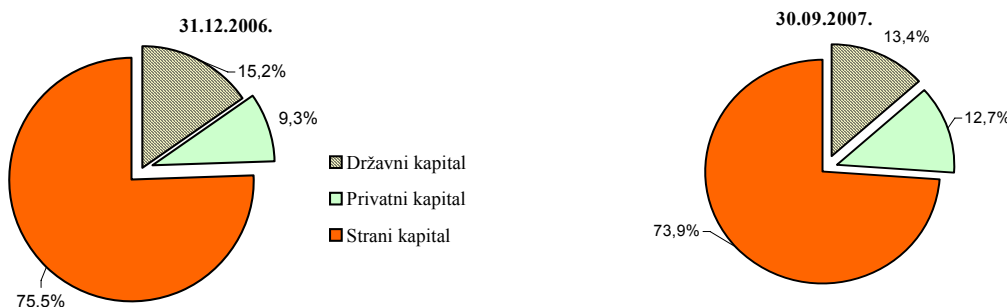 31.12.2006.
15,2%
9,3%
75,5%
Državni kapital
Privatni kapital
Strani kapital
30.09.2007.
13,4%
12,7%
73,9%